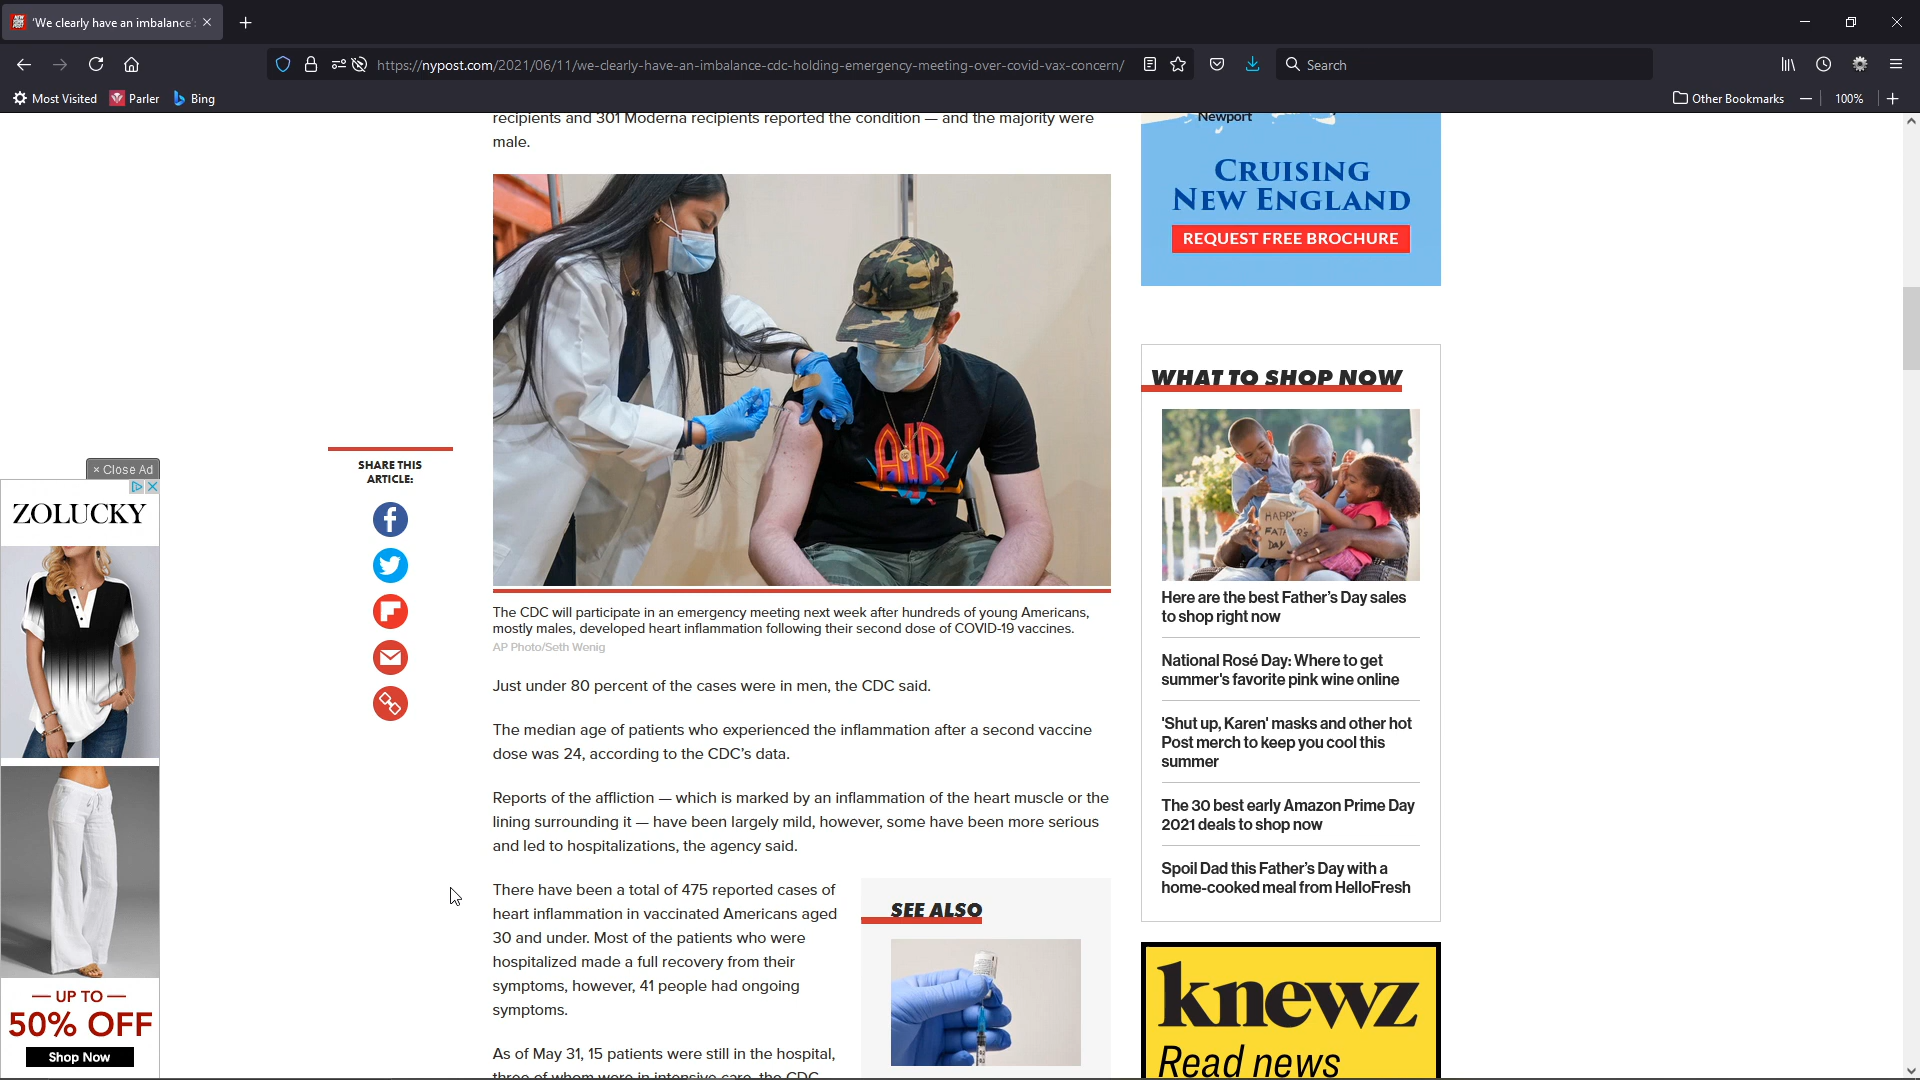 'We clearly have an imbalance'
https://nypost.com/2021/06/11/we-clearly-have-an-imbalance-cdc-holding-emergency-meeting-over-covid-vax-concern/
Search
Most Visited
Parler
Bing
Other Bookmarks
100%
recipients and 301 Moderna recipients reported the condition — and the majority were
male.
AIR
The CDC will participate in an emergency meeting next week after hundreds of young Americans,
mostly males, developed heart inflammation following their second dose of COVID-19 vaccines.
AP Photo/Seth Wenig
Just under 80 percent of the cases were in men, the CDC said.
The median age of patients who experienced the inflammation after a second vaccine
dose was 24, according to the CDC's data.
Reports of the affliction — which is marked by an inflammation of the heart muscle or the
lining surrounding it — have been largely mild, however, some have been more serious
and led to hospitalizations, the agency said.
There have been a total of 475 reported cases of
heart inflammation in vaccinated Americans aged
30 and under. Most of the patients who were
hospitalized made a full recovery from their
symptoms, however, 41 people had ongoing
symptoms.
As of May 31, 15 patients were still in the hospital,
three of whom were in intensive care, the CDC
SEE ALSO
SHARE THIS
ARTICLE:
× Close Ad
ZOLUCKY
— UP TO —
50% OFF
Shop Now
Newport
CRUISING
NEW ENGLAND
REQUEST FREE BROCHURE
WHAT TO SHOP NOW
HAPPY
FATHER'S
DAY
Here are the best Father's Day sales
to shop right now
National Rosé Day: Where to get
summer's favorite pink wine online
'Shut up, Karen' masks and other hot
Post merch to keep you cool this
summer
The 30 best early Amazon Prime Day
2021 deals to shop now
Spoil Dad this Father's Day with a
home-cooked meal from HelloFresh
knewz
Read news